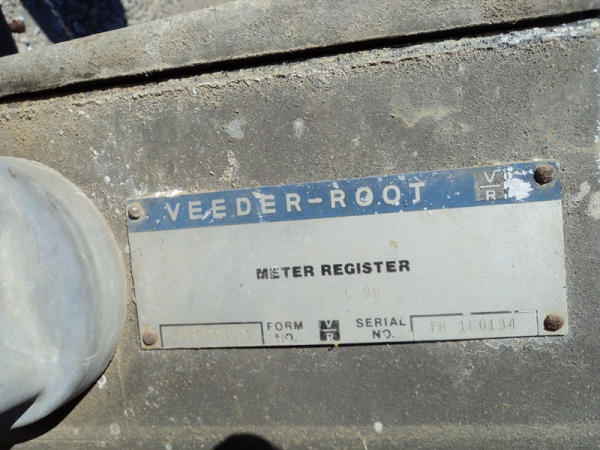 VEEDER-ROOT V/R
METER REGISTER
FORM NO. V/R SERIAL NO.